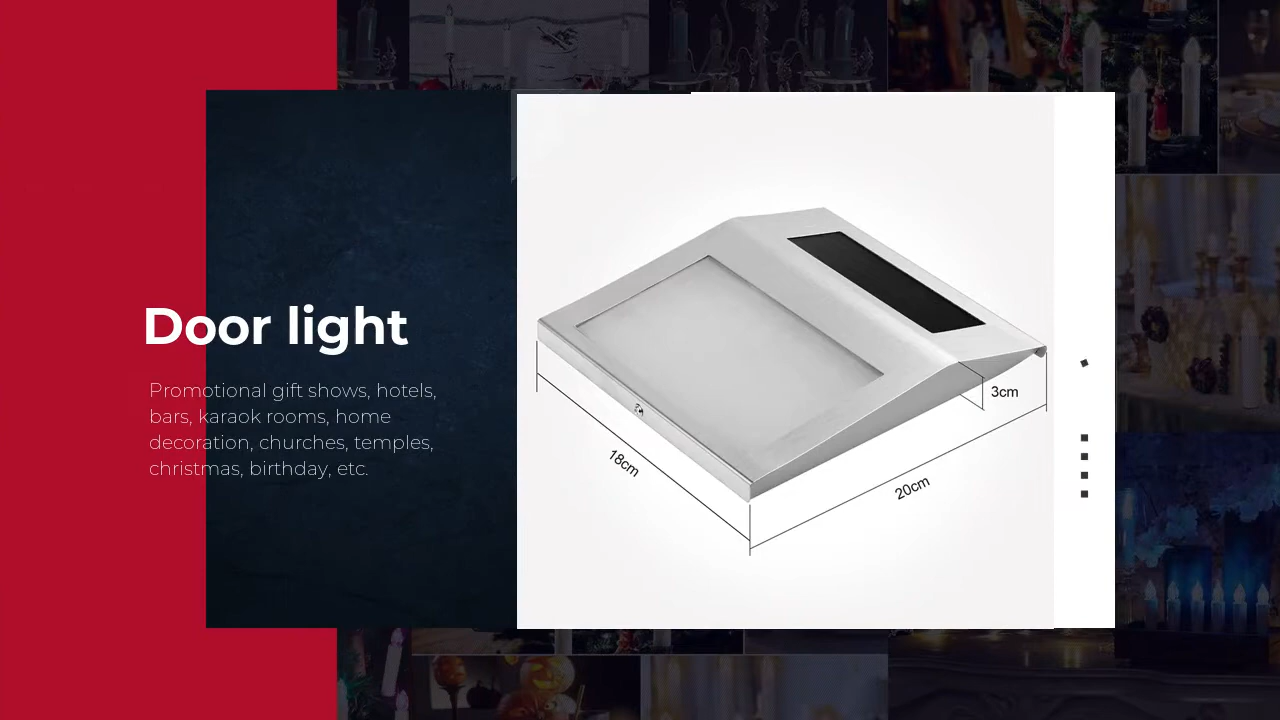 Door light
Promotional gift shows, hotels,
bars, karaok rooms, home
decoration, churches, temples,
christmas, birthday, etc.
3cm
18cm
20cm